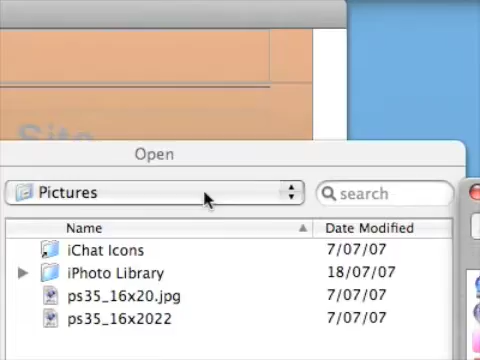 Site
Open
Pictures
search
Name Date Modified
iChat Icons 7/07/07
iPhoto Library 18/07/07
ps35_16x20.jpg 7/07/07
ps35_16x2022 7/07/07